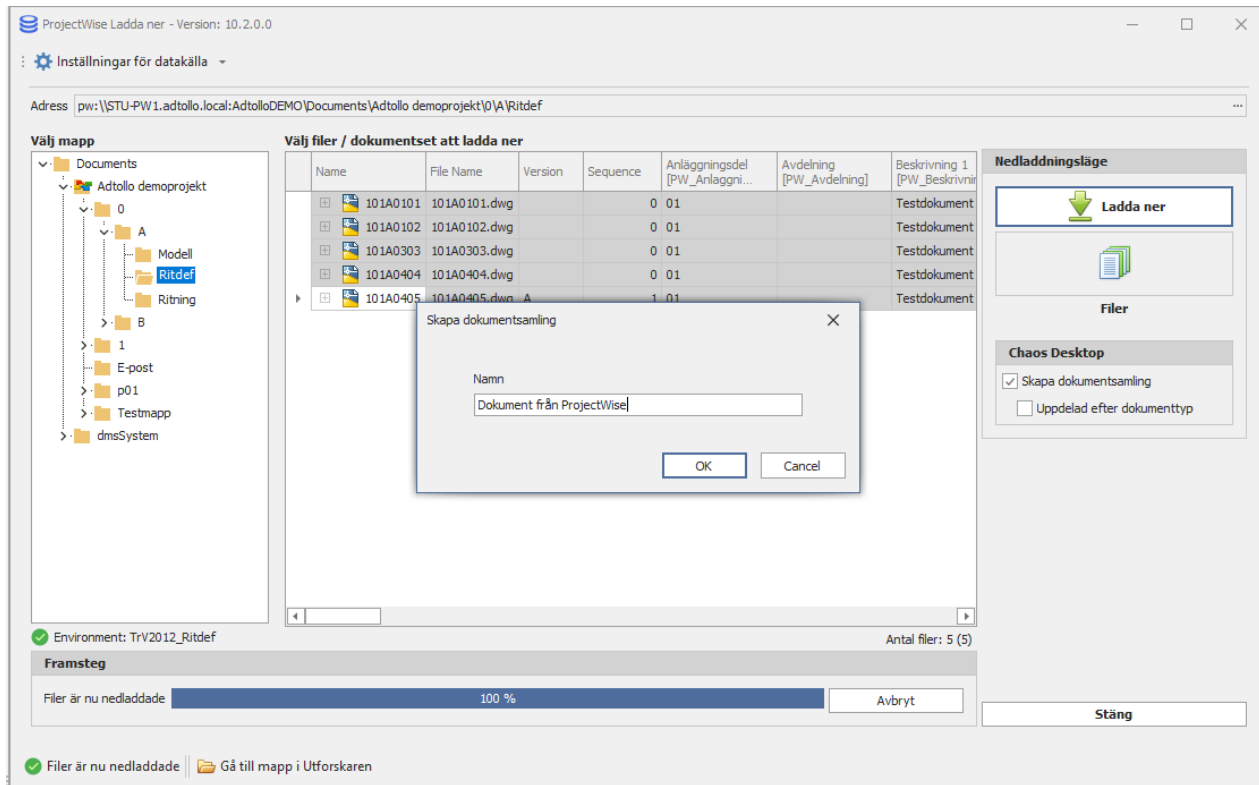 ProjectWise Ladda ner - Version: 10.2.0.0
Inställningar för datakälla
Adress pw:\\STU-PW1.adtollo.local:AdtolloDEMO\Documents\Adtollo demoprojekt\0\A\Ritdef ...
Välj mapp
Documents
Adtollo demoprojekt
0
A
Modell
Ritdef
Ritning
B
1
E-post
p01
Testmapp
dmsSystem
Environment: TrV2012_Ritdef
Välj filer / dokumentset att ladda ner
Name File Name Version Sequence Anläggningsdel [PW_Anlaggni... Avdelning [PW_Avdelning] Beskrivning 1 [PW_Beskrivnin
101A0101 101A0101.dwg 0 01 Testdokument
101A0102 101A0102.dwg 0 01 Testdokument
101A0303 101A0303.dwg 0 01 Testdokument
101A0404 101A0404.dwg 0 01 Testdokument
101A0405 101A0405.dwg A 1 01 Testdokument
Skapa dokumentsamling
Namn
Dokument från ProjectWise
OK Cancel
Antal filer: 5 (5)
Nedladdningsläge
Ladda ner
Filer
Chaos Desktop
Skapa dokumentsamling
Uppdelad efter dokumenttyp
Framsteg
Filer är nu nedladdade 100 % Avbryt
Stäng
Filer är nu nedladdade Gå till mapp i Utforskaren